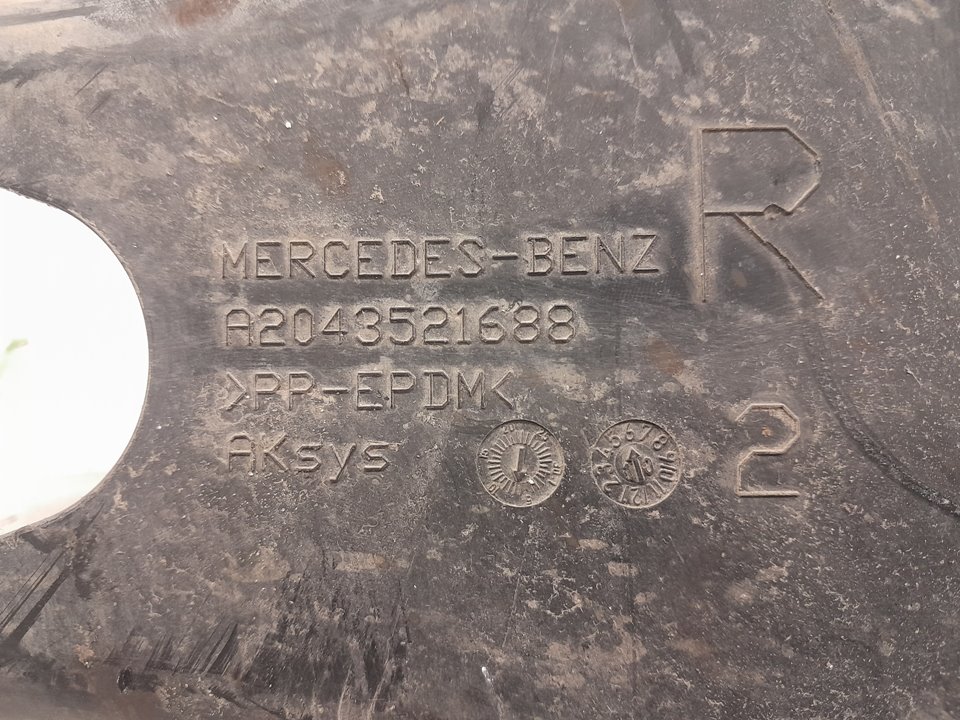 R
MERCEDES-BENZ
A2043521688
>PP-EPDM<
AKsys
2